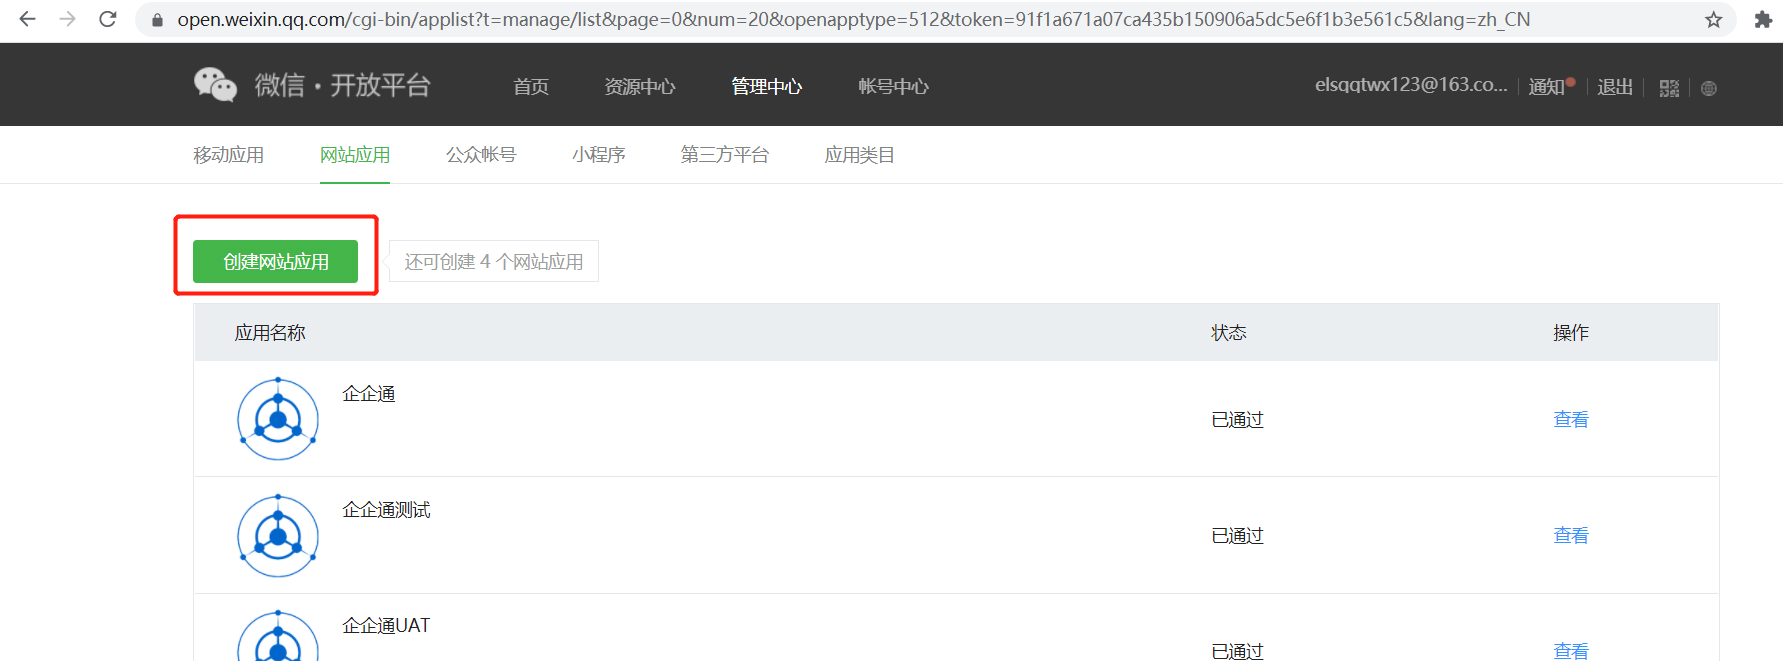 open.weixin.qq.com/cgi-bin/applist?t=manage/list&page=0&num=20&openapptype=512&token=91f1a671a07ca435b150906a5dc5e6f1b3e561c5&lang=zh_CN
微信・开放平台 首页 资源中心 管理中心 帐号中心 elsqqtwx123@163.co... 通知 退出
移动应用 网站应用 公众帐号 小程序 第三方平台 应用类目
创建网站应用 还可创建 4 个网站应用
应用名称 状态 操作
企企通
已通过 查看
企企通测试
已通过 查看
企企通UAT
已通过 查看